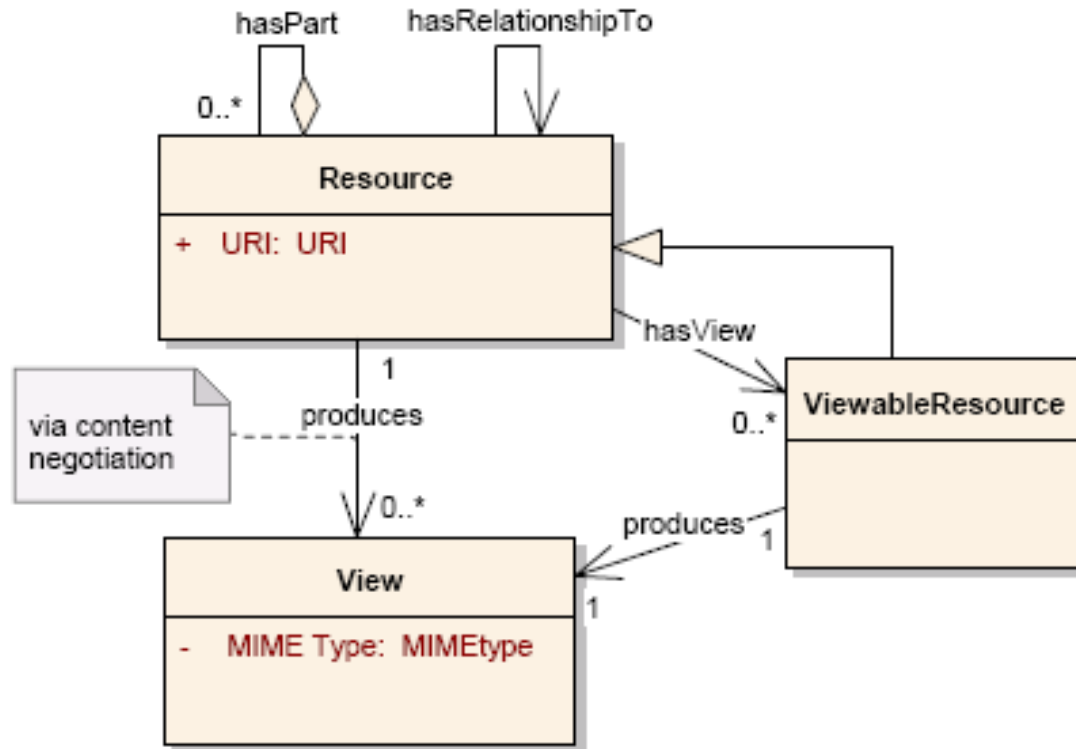 hasPart
hasRelationshipTo
0..*
Resource
+ URI: URI
hasView
1
via content
negotiation
produces
ViewableResource
0..*
0..*
produces
1
View
1
- MIME Type: MIMEtype